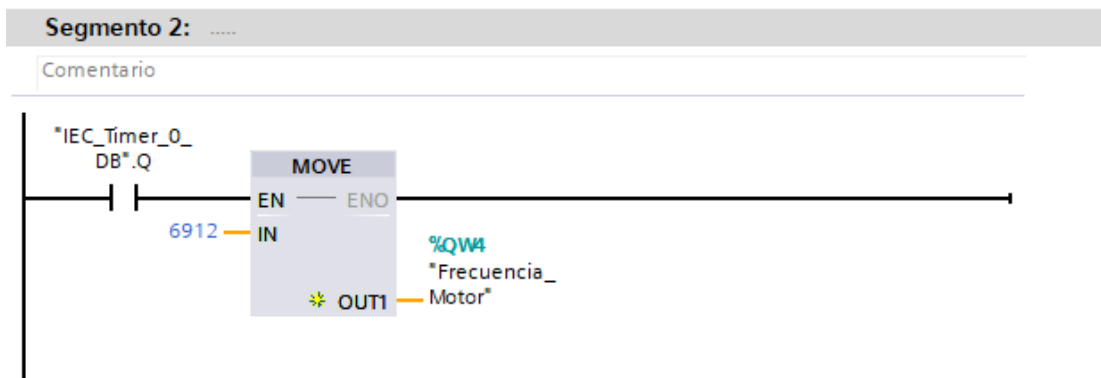 Segmento 2: .....
Comentario
"IEC_Timer_0_
DB".Q
MOVE
EN ENO
6912 IN
%QW4
"Frecuencia_
OUT1 Motor"